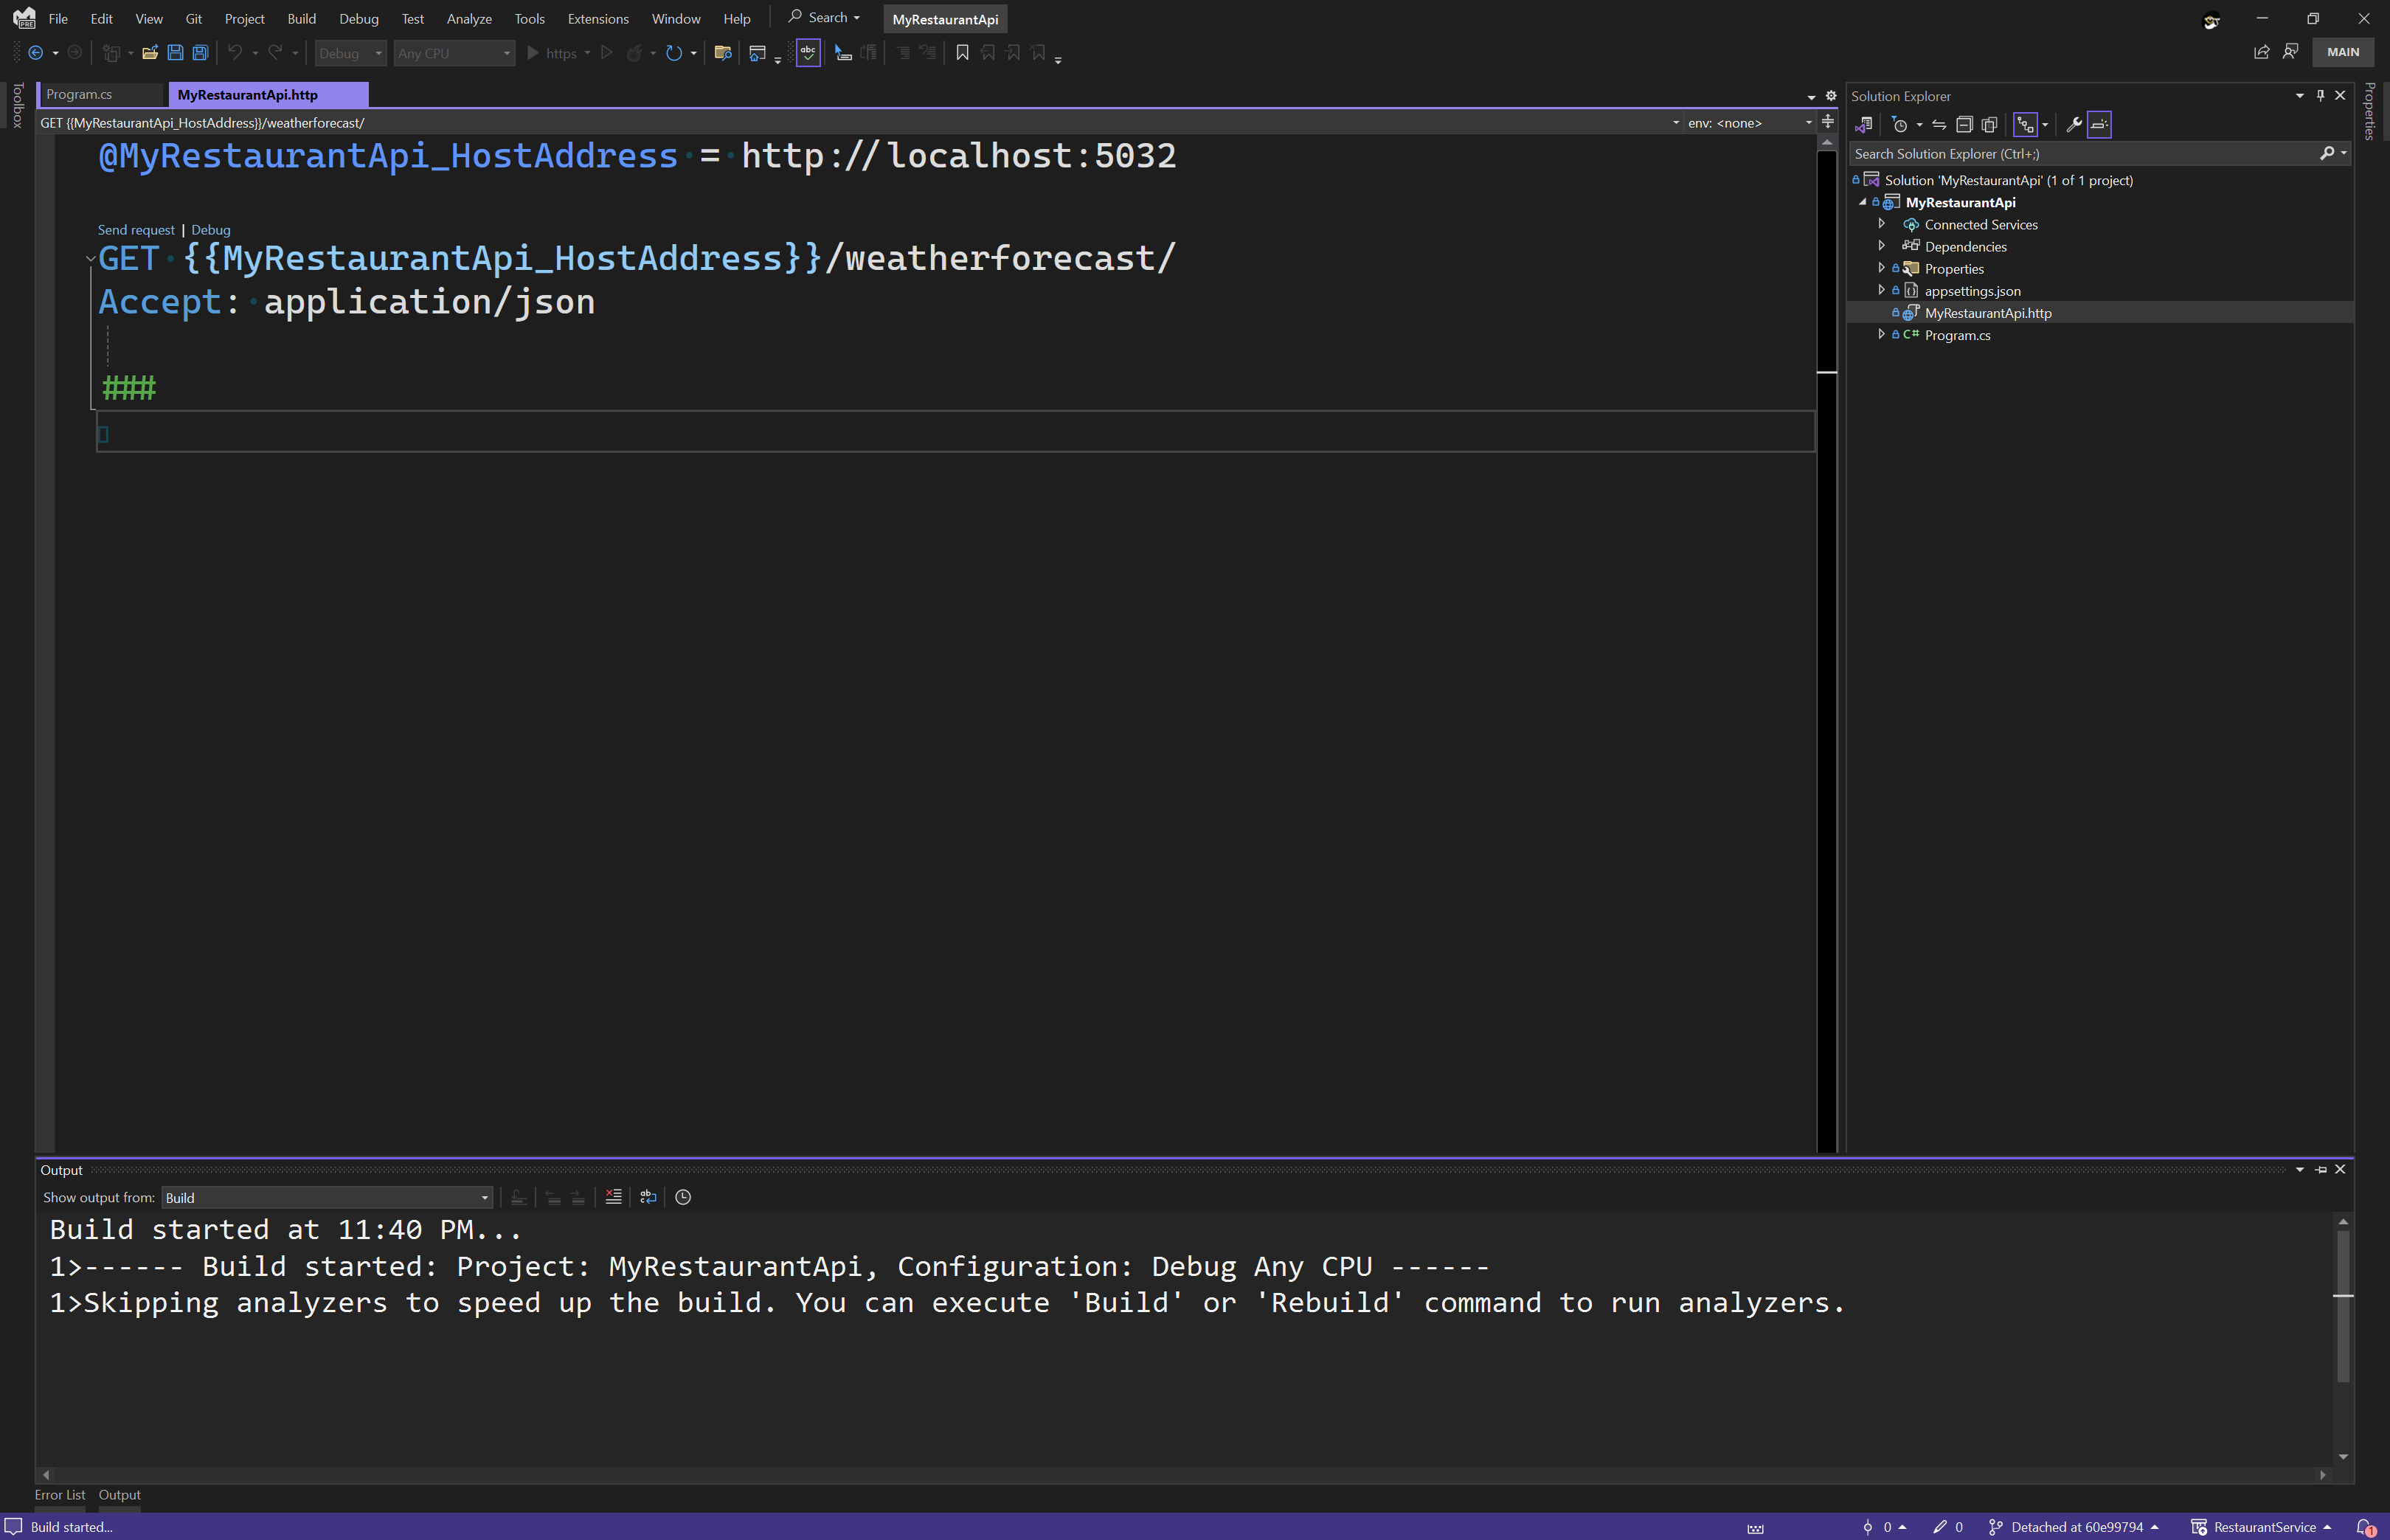 File Edit View Git Project Build Debug Test Analyze Tools Extensions Window Help Search MyRestaurantApi
Debug Any CPU https MAIN
Toolbox
Program.cs MyRestaurantApi.http
GET {{MyRestaurantApi_HostAddress}}/weatherforecast/ env: <none>
@MyRestaurantApi_HostAddress = http://localhost:5032
Send request | Debug
GET {{MyRestaurantApi_HostAddress}}/weatherforecast/
Accept: application/json
###
Solution Explorer
Search Solution Explorer (Ctrl+;)
Solution 'MyRestaurantApi' (1 of 1 project)
MyRestaurantApi
Connected Services
Dependencies
Properties
appsettings.json
MyRestaurantApi.http
C# Program.cs
Properties
Output
Show output from: Build
Build started at 11:40 PM...
1>------ Build started: Project: MyRestaurantApi, Configuration: Debug Any CPU ------
1>Skipping analyzers to speed up the build. You can execute 'Build' or 'Rebuild' command to run analyzers.
Error List Output
Build started... 0 0 Detached at 60e99794 RestaurantService 1